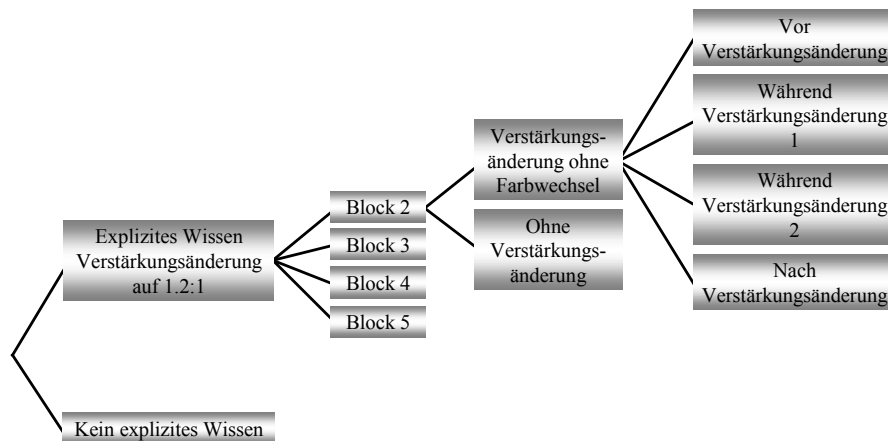 Explizites Wissen
Verstärkungsänderung
auf 1.2:1
Kein explizites Wissen
Block 2
Block 3
Block 4
Block 5
Verstärkungs-
änderung ohne
Farbwechsel
Ohne
Verstärkungs-
änderung
Vor
Verstärkungsänderung
Während
Verstärkungsänderung
1
Während
Verstärkungsänderung
2
Nach
Verstärkungsänderung